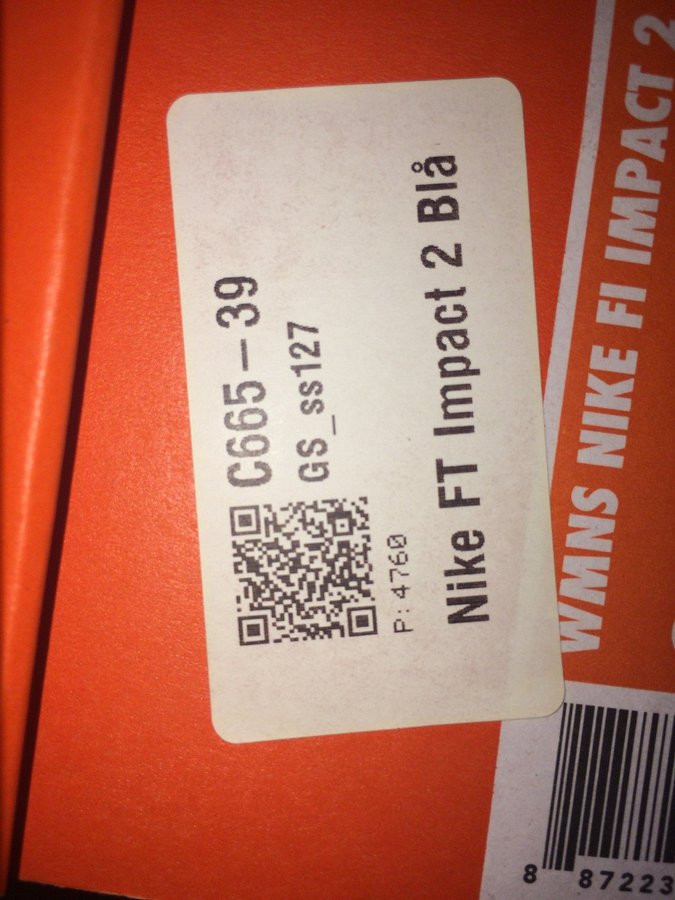 C665-39
GS_ss127
P:4760
Nike FT Impact 2 Blå
WMNS NIKE FI IMPACT 2
8 87223